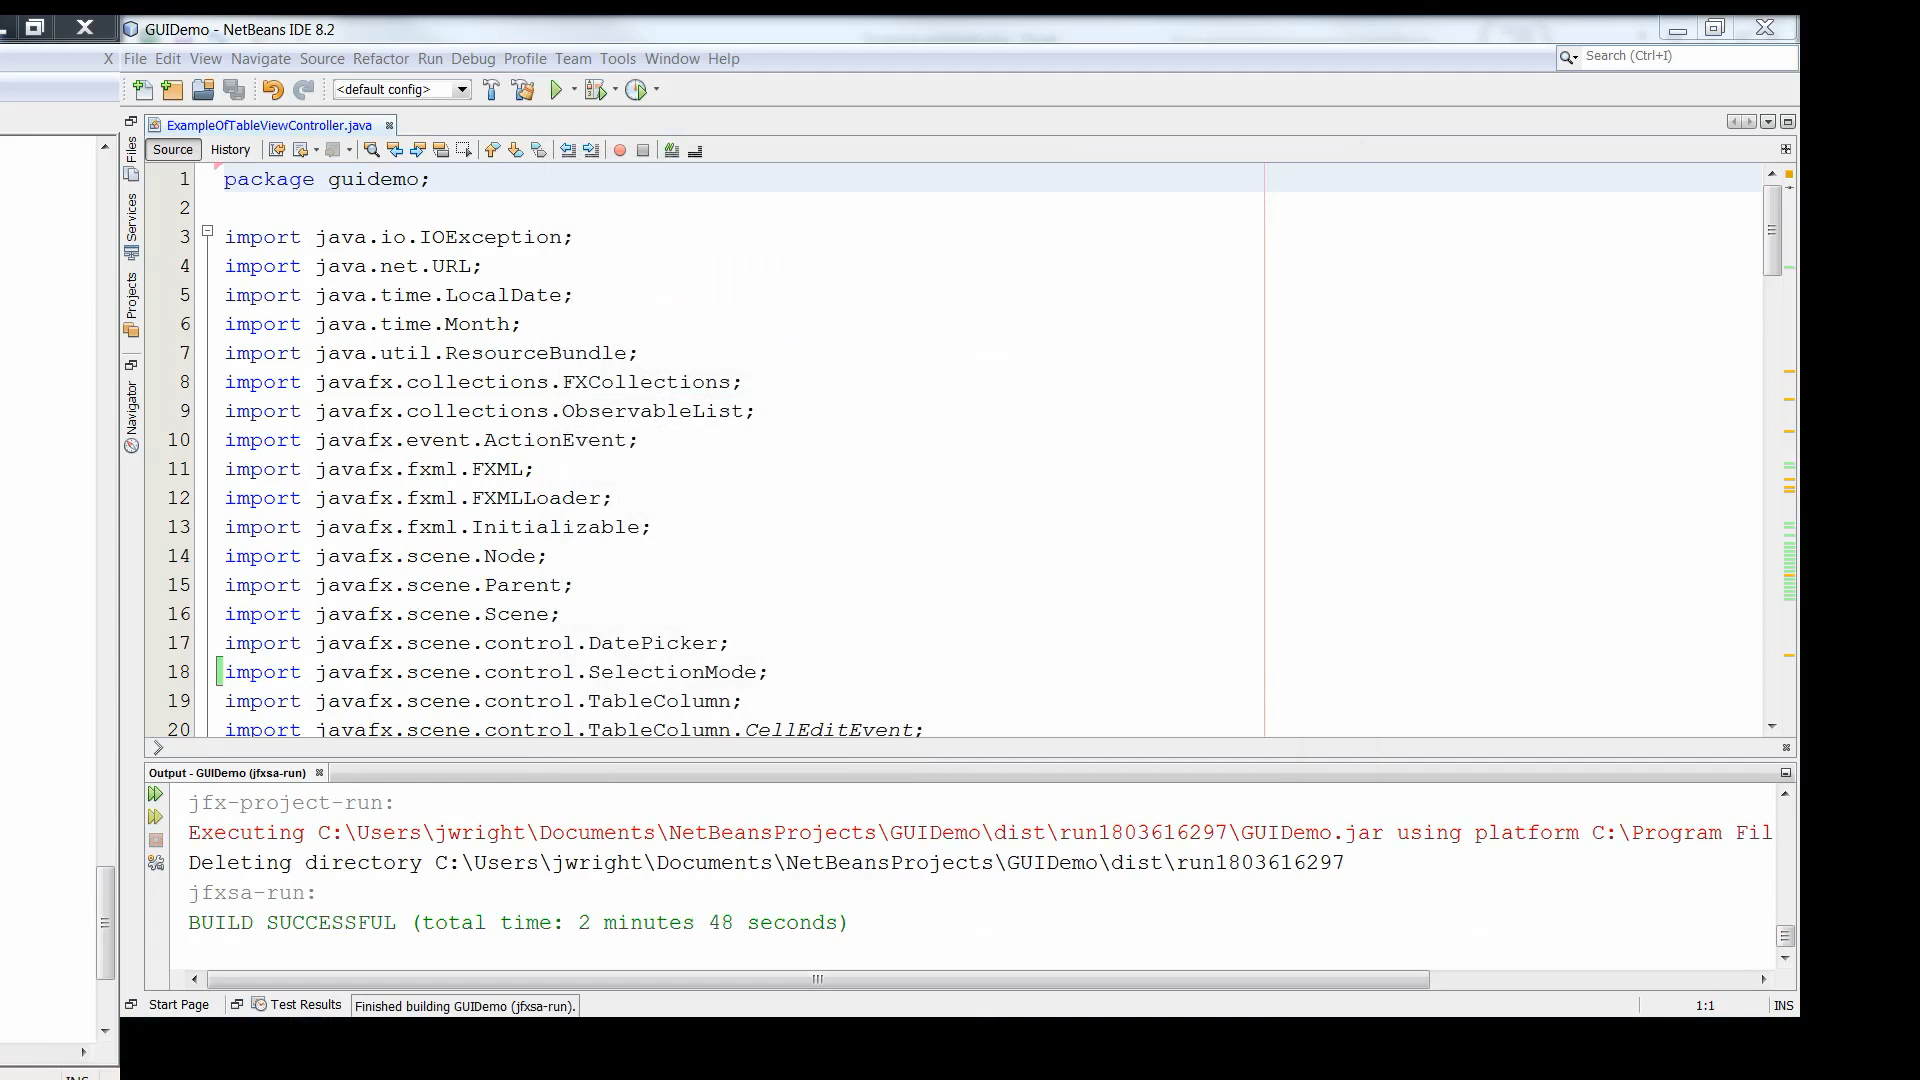 GUIDemo - NetBeans IDE 8.2
X File Edit View Navigate Source Refactor Run Debug Profile Team Tools Window Help
Search (Ctrl+I)
<default config>
ExampleOfTableViewController.java
Source History
Files
Services
Projects
Navigator
1 package guidemo;
2
3 import java.io.IOException;
4 import java.net.URL;
5 import java.time.LocalDate;
6 import java.time.Month;
7 import java.util.ResourceBundle;
8 import javafx.collections.FXCollections;
9 import javafx.collections.ObservableList;
10 import javafx.event.ActionEvent;
11 import javafx.fxml.FXML;
12 import javafx.fxml.FXMLLoader;
13 import javafx.fxml.Initializable;
14 import javafx.scene.Node;
15 import javafx.scene.Parent;
16 import javafx.scene.Scene;
17 import javafx.scene.control.DatePicker;
18 import javafx.scene.control.SelectionMode;
19 import javafx.scene.control.TableColumn;
20 import javafx.scene.control.TableColumn.CellEditEvent;
Output - GUIDemo (jfxsa-run)
jfx-project-run:
Executing C:\Users\jwright\Documents\NetBeansProjects\GUIDemo\dist\run1803616297\GUIDemo.jar using platform C:\Program Fil
Deleting directory C:\Users\jwright\Documents\NetBeansProjects\GUIDemo\dist\run1803616297
jfxsa-run:
BUILD SUCCESSFUL (total time: 2 minutes 48 seconds)
Start Page Test Results Finished building GUIDemo (jfxsa-run). 1:1 INS
INS